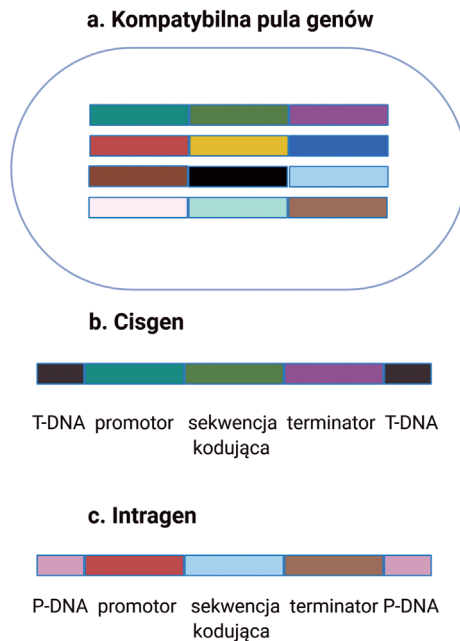 a. Kompatybilna pula genów
b. Cisgen
T-DNA promotor sekwencja terminator T-DNA
kodująca
c. Intragen
P-DNA promotor sekwencja terminator P-DNA
kodująca